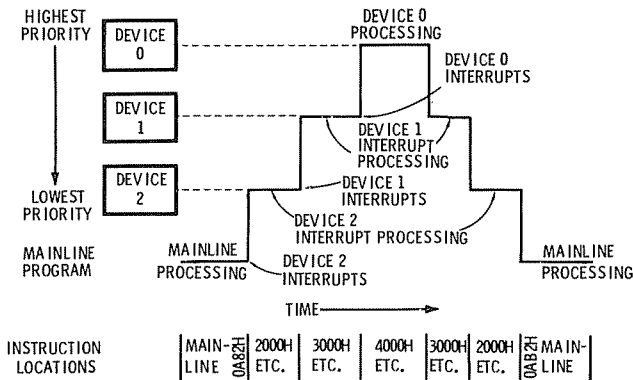 HIGHEST
PRIORITY
DEVICE
0
DEVICE 0
PROCESSING
DEVICE 0
INTERRUPTS
DEVICE
1
DEVICE 1
INTERRUPT
PROCESSING
DEVICE
2
LOWEST
PRIORITY
DEVICE 1
INTERRUPTS
DEVICE 2
INTERRUPT PROCESSING
MAINLINE
PROGRAM
MAINLINE
PROCESSING
DEVICE 2
INTERRUPTS
MAINLINE
PROCESSING
TIME
INSTRUCTION
LOCATIONS
MAIN-
LINE
0A82H
2000H
ETC.
3000H
ETC.
4000H
ETC.
3000H
ETC.
2000H
ETC.
0AB2H
MAIN-
LINE